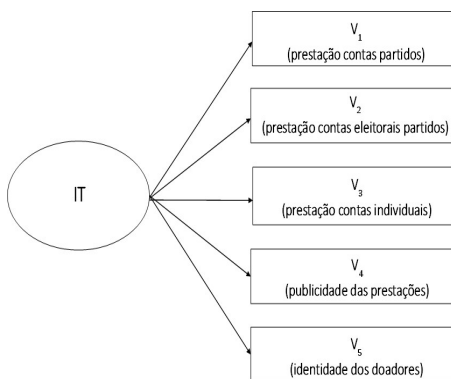 IT
V1
(prestação contas partidos)
V2
(prestação contas eleitorais partidos)
V3
(prestação contas individuais)
V4
(publicidade das prestações)
V5
(identidade dos doadores)